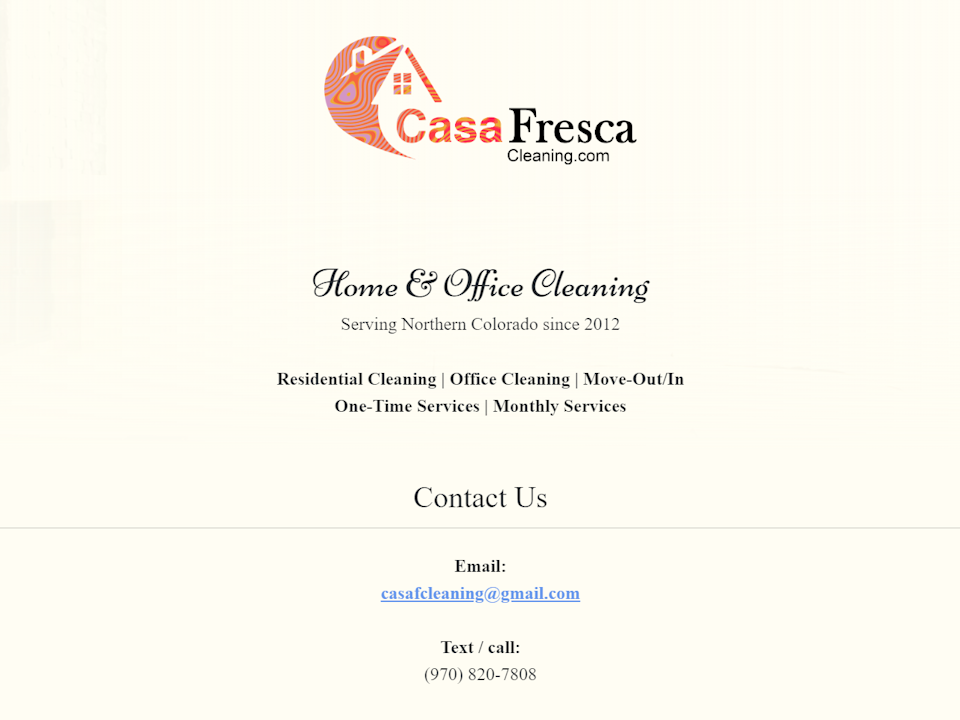 Casa Fresca
Cleaning.com
Home & Office Cleaning
Serving Northern Colorado since 2012
Residential Cleaning | Office Cleaning | Move-Out/In
One-Time Services | Monthly Services
Contact Us
Email:
casafcleaning@gmail.com
Text / call:
(970) 820-7808